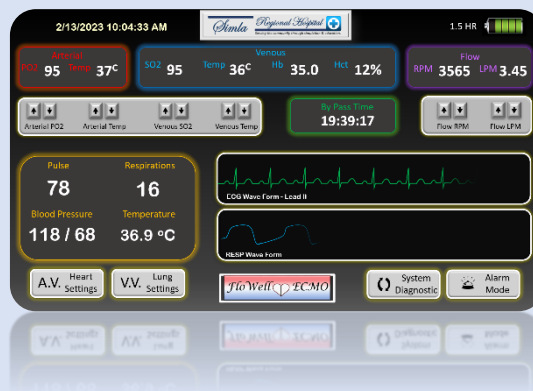 2/13/2023 10:04:33 AM
Simla Regional Hospital
1.5 HR
Arterial
PO2 95 Temp 37C
Venous
SO2 95 Temp 36C Hb 35.0 Hct 12%
Flow
RPM 3565 LPM 3.45
Arterial PO2 Arterial Temp Venous SO2 Venous Temp
By Pass Time
19:39:17
Flow RPM Flow LPM
Pulse Respirations
78 16
Blood Pressure Temperature
118 / 68 36.9 ºC
ECG Wave Form - Lead II
RESP Wave Form
A.V. Heart Settings
V.V. Lung Settings
FloWell ECMO
System Diagnostic
Alarm Mode